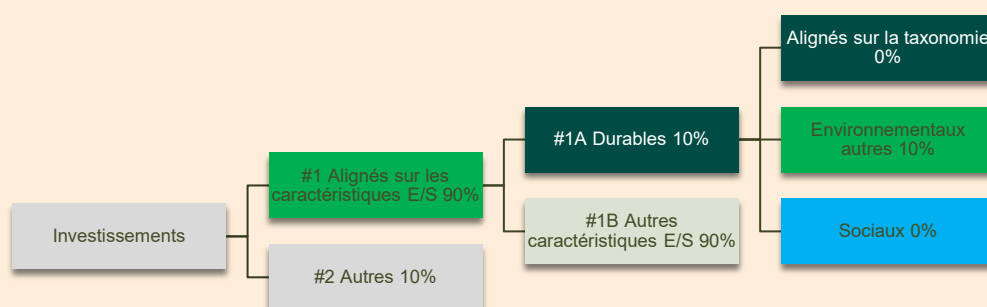 Investissements
#1 Alignés sur les
caractéristiques E/S 90%
#2 Autres 10%
#1A Durables 10%
#1B Autres
caractéristiques E/S 90%
Alignés sur la taxonomie
0%
Environnementaux
autres 10%
Sociaux 0%